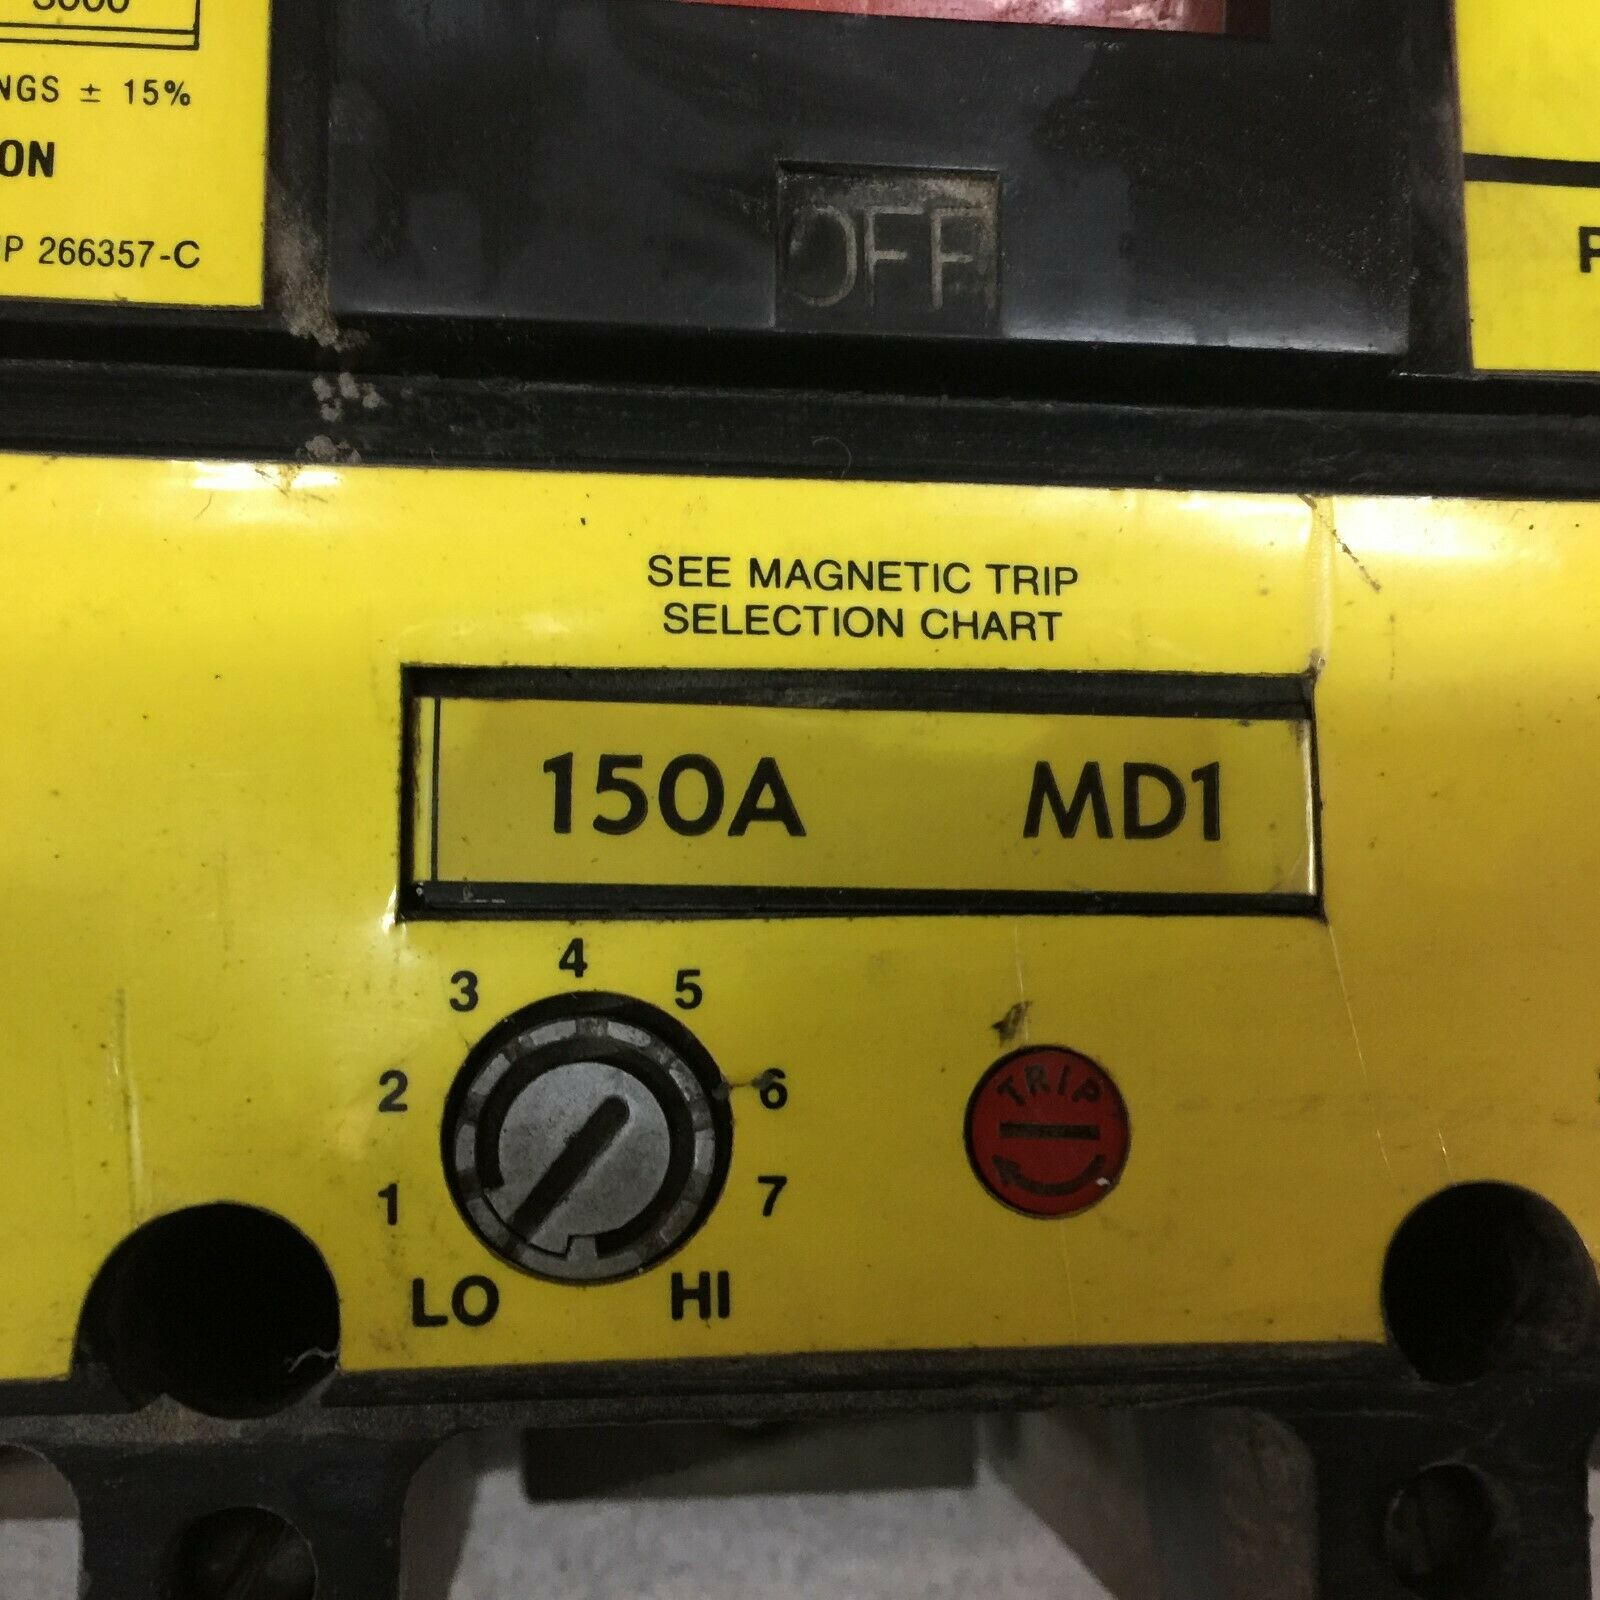 NGS ± 15%
ON
P 266357-C
OFF
P
SEE MAGNETIC TRIP
SELECTION CHART
150A MD1
4
3 5
2 6
1 7
LO HI
TRIP